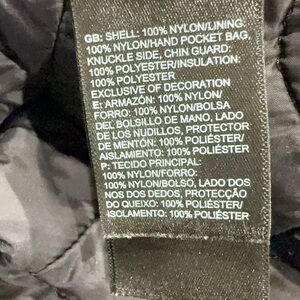 GB: SHELL: 100% NYLON/LINING:
100% NYLON/HAND POCKET BAG,
KNUCKLE SIDE, CHIN GUARD:
100% POLYESTER/INSULATION:
100% POLYESTER
EXCLUSIVE OF DECORATION
E: ARMAZÓN: 100% NYLON/
FORRO: 100% NYLON/BOLSA
DEL BOLSILLO DE MANO, LADO
DE LOS NUDILLOS, PROTECTOR
DE MENTÓN: 100% POLIÉSTER/
AISLAMIENTO: 100% POLIÉSTER
P: TECIDO PRINCIPAL:
100% NYLON/FORRO:
100% NYLON/BOLSO, LADO DOS
NOS DOS DEDOS, PROTECÇÃO
DO QUEIXO: 100% POLIÉSTER/
ISOLAMENTO: 100% POLIÉSTER